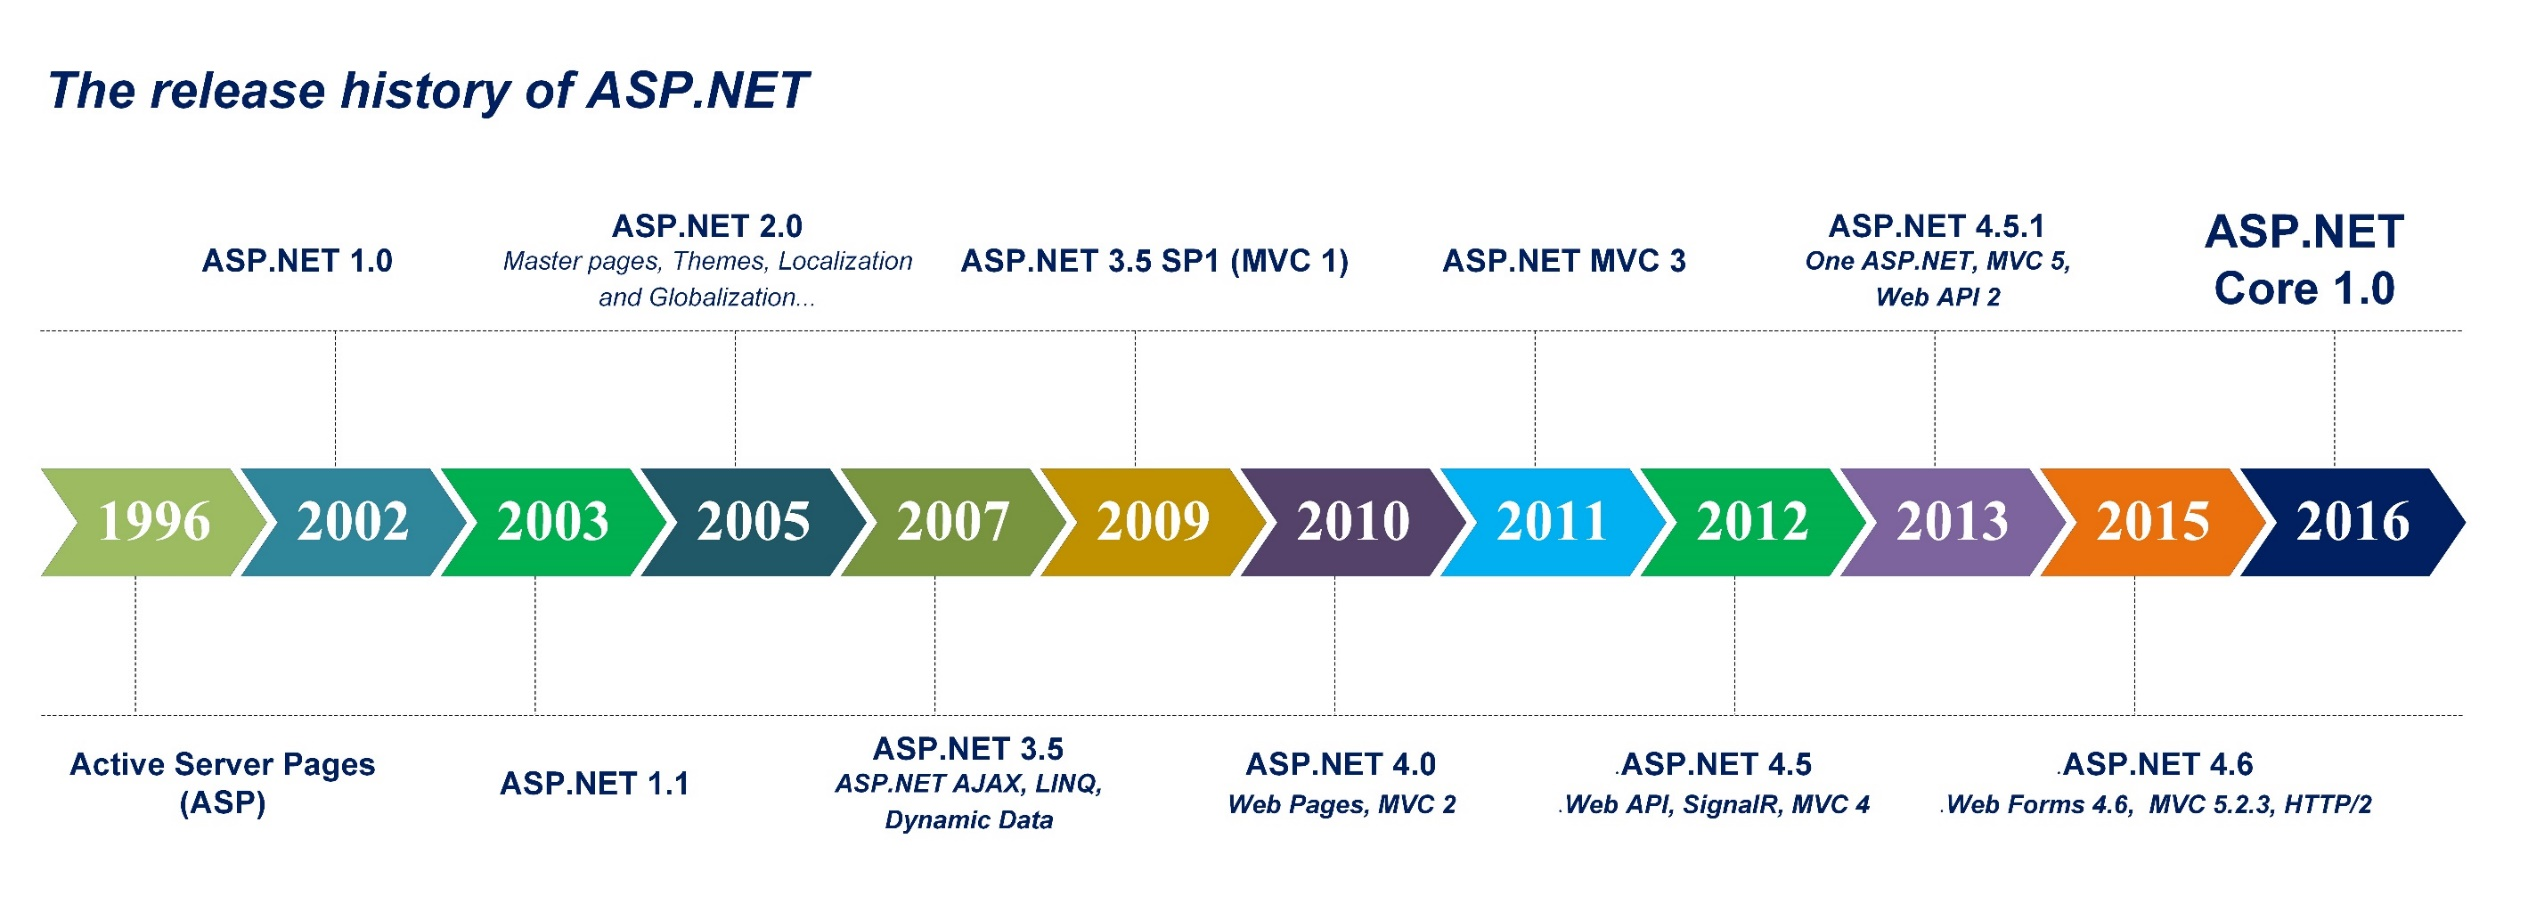 The release history of ASP.NET
ASP.NET 1.0
ASP.NET 2.0
Master pages, Themes, Localization
and Globalization...
ASP.NET 3.5 SP1 (MVC 1)
ASP.NET MVC 3
ASP.NET 4.5.1
One ASP.NET, MVC 5,
Web API 2
ASP.NET
Core 1.0
1996
2002
2003
2005
2007
2009
2010
2011
2012
2013
2015
2016
Active Server Pages
(ASP)
ASP.NET 1.1
ASP.NET 3.5
ASP.NET AJAX, LINQ,
Dynamic Data
ASP.NET 4.0
Web Pages, MVC 2
.ASP.NET 4.5
.Web API, SignalR, MVC 4
.ASP.NET 4.6
.Web Forms 4.6, MVC 5.2.3, HTTP/2